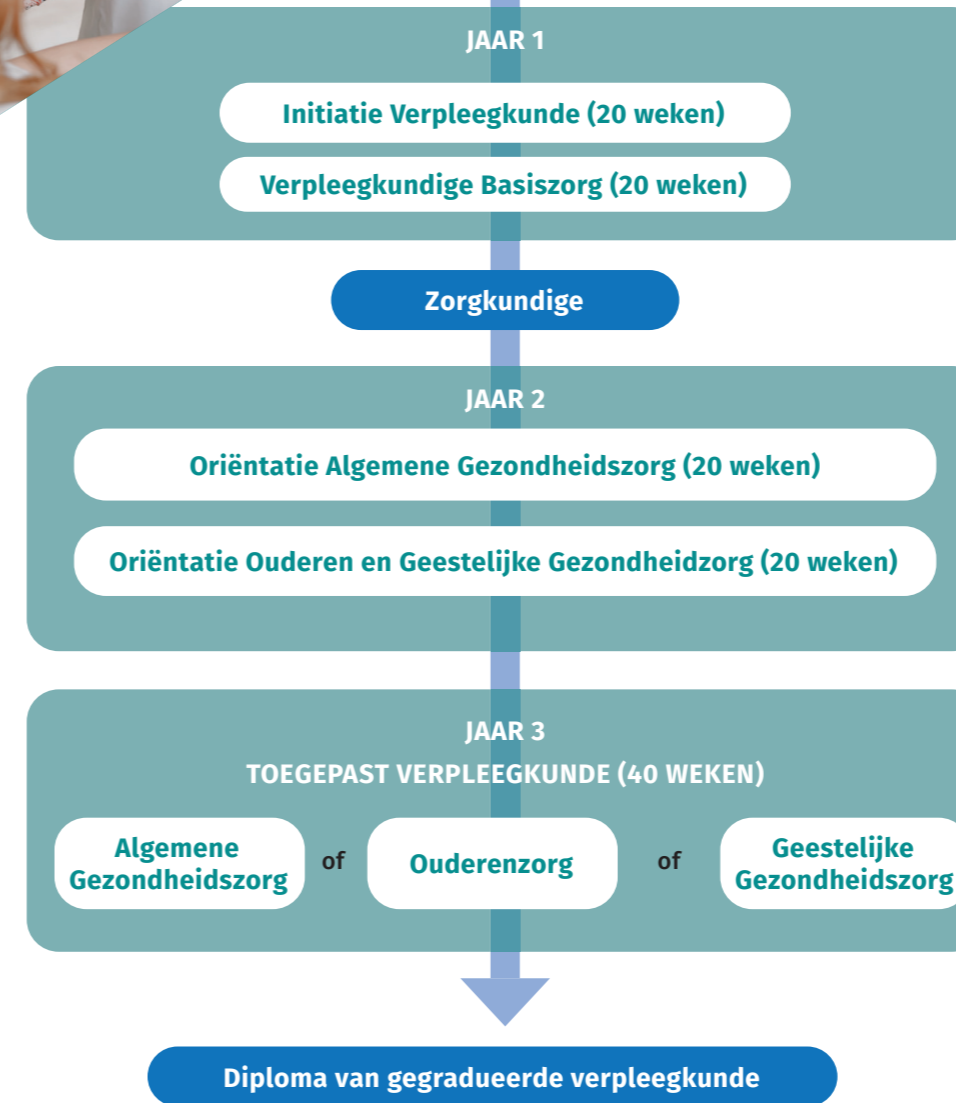 JAAR 1
Initiatie Verpleegkunde (20 weken)
Verpleegkundige Basiszorg (20 weken)
Zorgkundige
JAAR 2
Oriëntatie Algemene Gezondheidszorg (20 weken)
Oriëntatie Ouderen en Geestelijke Gezondheidzorg (20 weken)
JAAR 3
TOEGEPAST VERPLEEGKUNDE (40 WEKEN)
Algemene
Gezondheidszorg
of
Ouderenzorg
of
Geestelijke
Gezondheidszorg
Diploma van gegradueerde verpleegkunde